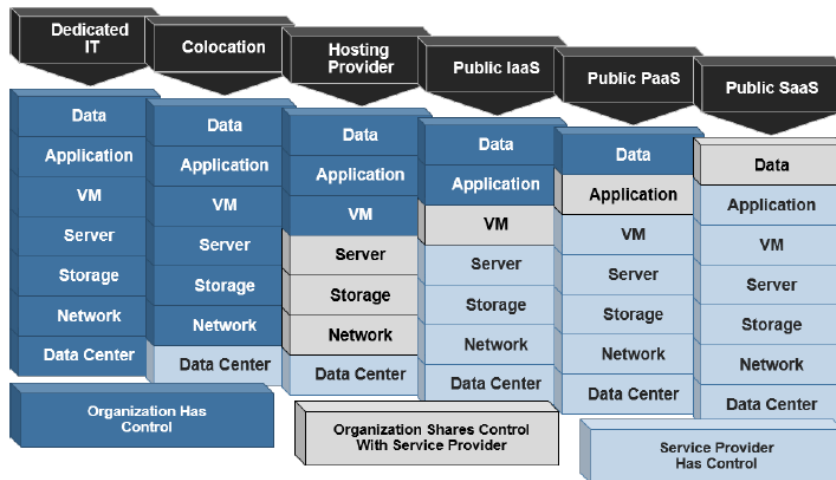 Dedicated
IT
Colocation
Hosting
Provider
Public IaaS
Public PaaS
Public SaaS
Data
Application
VM
Server
Storage
Network
Data Center
Data
Application
VM
Server
Storage
Network
Data Center
Data
Application
VM
Server
Storage
Network
Data Center
Data
Application
VM
Server
Storage
Network
Data Center
Data
Application
VM
Server
Storage
Network
Data Center
Data
Application
VM
Server
Storage
Network
Data Center
Organization Has
Control
Organization Shares Control
With Service Provider
Service Provider
Has Control